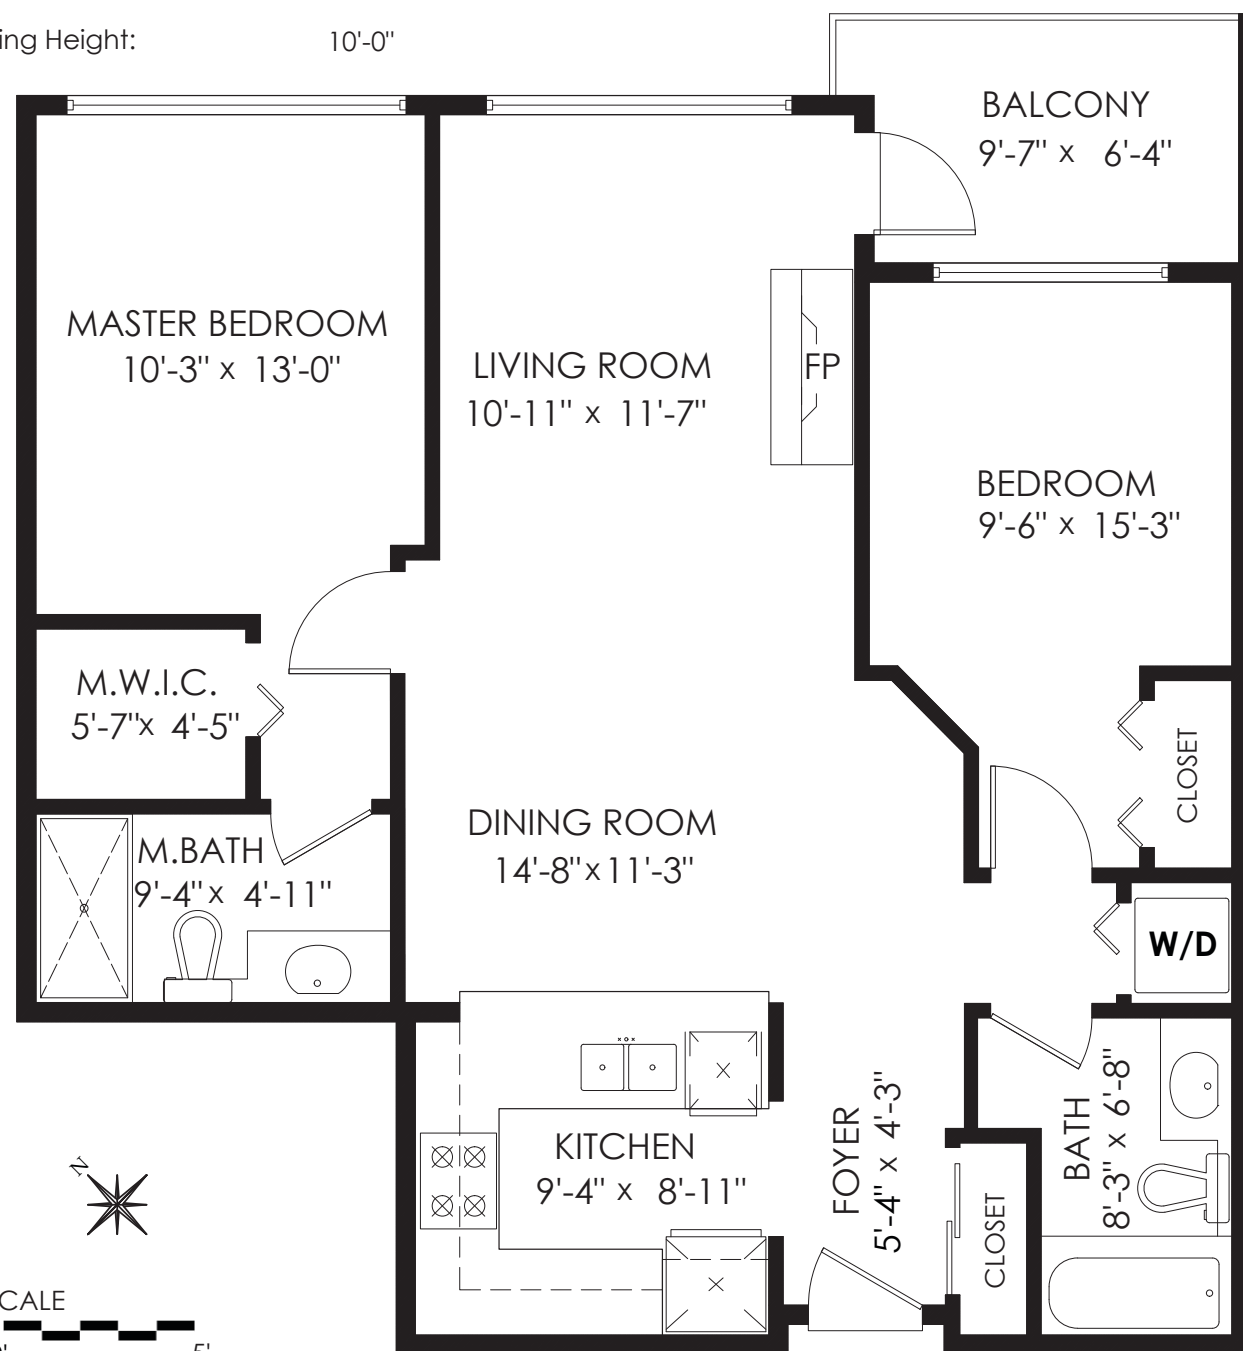 ing Height: 10'-0"
BALCONY
9'-7" x 6'-4"
MASTER BEDROOM
10'-3" x 13'-0"
LIVING ROOM
10'-11" x 11'-7"
FP
BEDROOM
9'-6" x 15'-3"
M.W.I.C.
5'-7"x 4'-5"
CLOSET
DINING ROOM
14'-8"x11'-3"
M.BATH
9'-4"x 4'-11"
W/D
KITCHEN
9'-4" x 8'-11"
FOYER
5'-4" x 4'-3"
BATH
8'-3" x 6'-8"
CLOSET
N
CALE
5'